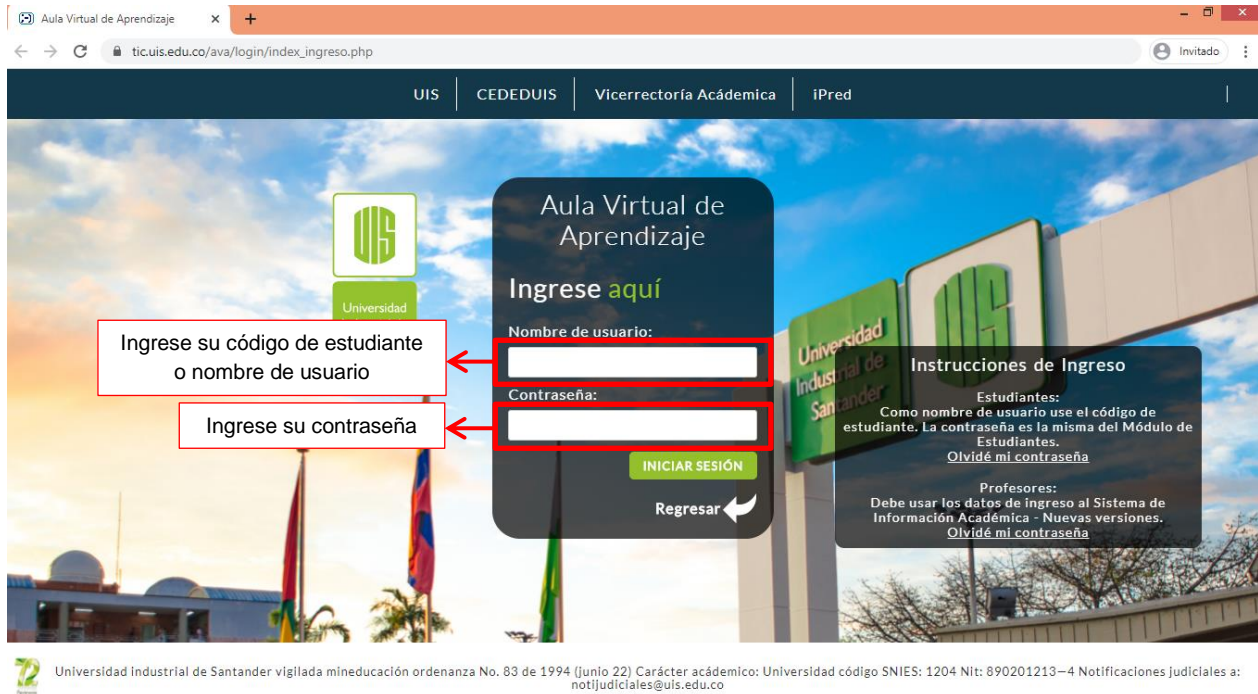 Aula Virtual de Aprendizaje
tic.uis.edu.co/ava/login/index_ingreso.php
Invitado
UIS
CEDEDUIS
Vicerrectoría Acádemica
iPred
Universidad
Aula Virtual de
Aprendizaje
Ingrese aquí
Nombre de usuario:
Ingrese su código de estudiante
o nombre de usuario
Contraseña:
Ingrese su contraseña
INICIAR SESIÓN
Regresar
Universidad
Industrial de
Santander
Instrucciones de Ingreso
Estudiantes:
Como nombre de usuario use el código de
estudiante. La contraseña es la misma del Módulo de
Estudiantes.
Olvidé mi contraseña
Profesores:
Debe usar los datos de ingreso al Sistema de
Información Académica - Nuevas versiones.
Olvidé mi contraseña
Universidad industrial de Santander vigilada mineducación ordenanza No. 83 de 1994 (junio 22) Carácter académico: Universidad código SNIES: 1204 Nit: 890201213—4 Notificaciones judiciales a:
notijudiciales@uis.edu.co